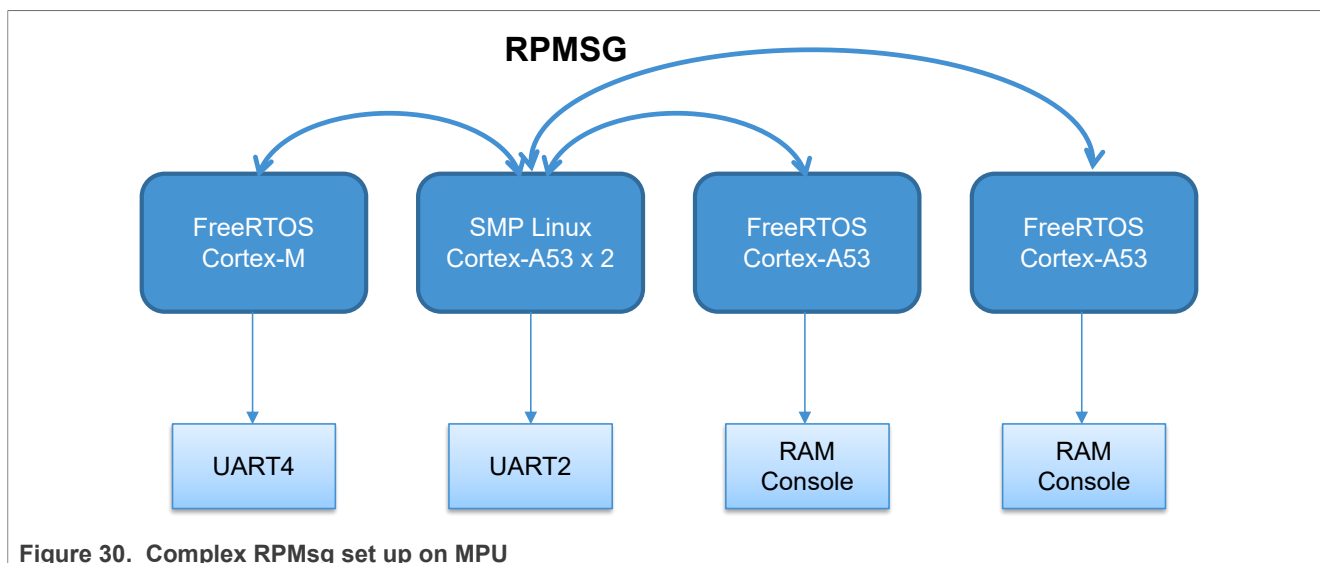 RPMSG
FreeRTOS
Cortex-M
SMP Linux
Cortex-A53 x 2
FreeRTOS
Cortex-A53
FreeRTOS
Cortex-A53
UART4
UART2
RAM
Console
RAM
Console
Figure 30. Complex RPMsg set up on MPU